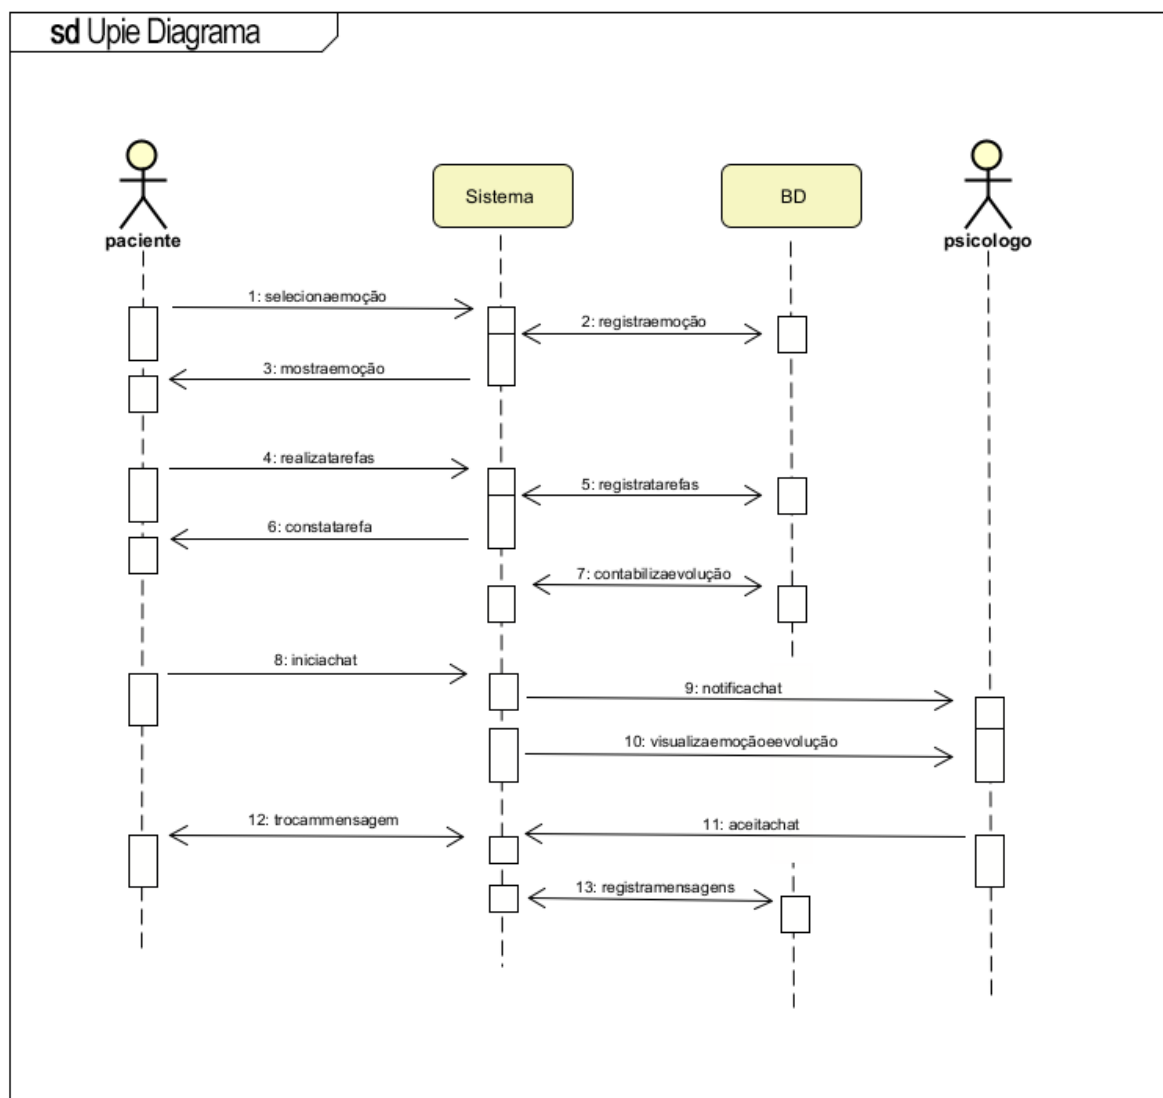 sd Upie Diagrama
Sistema
BD
paciente
psicologo
1: selecionaemoção
2: registraemoção
3: mostraemoção
4: realizatarefas
5: registratarefas
6: constatarefa
7: contabilizaevolução
8: iniciachat
9: notificachat
10: visualizaemoçãoeevolução
12: trocammensagem
11: aceitachat
13: registramensagens